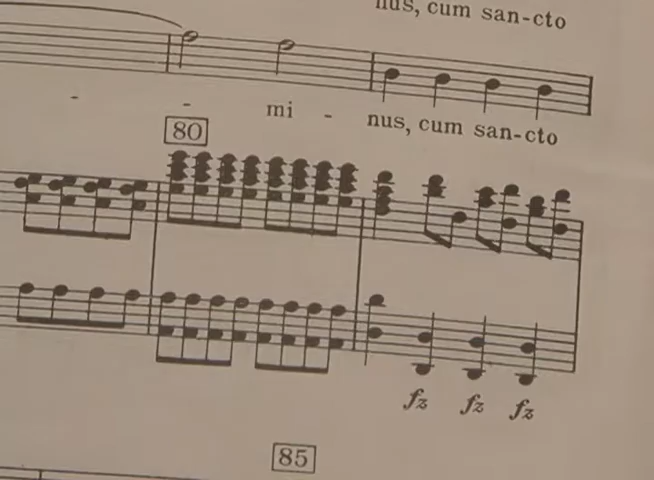 nus, cum san-cto
- - mi - nus, cum san-cto
80
fz fz fz
85